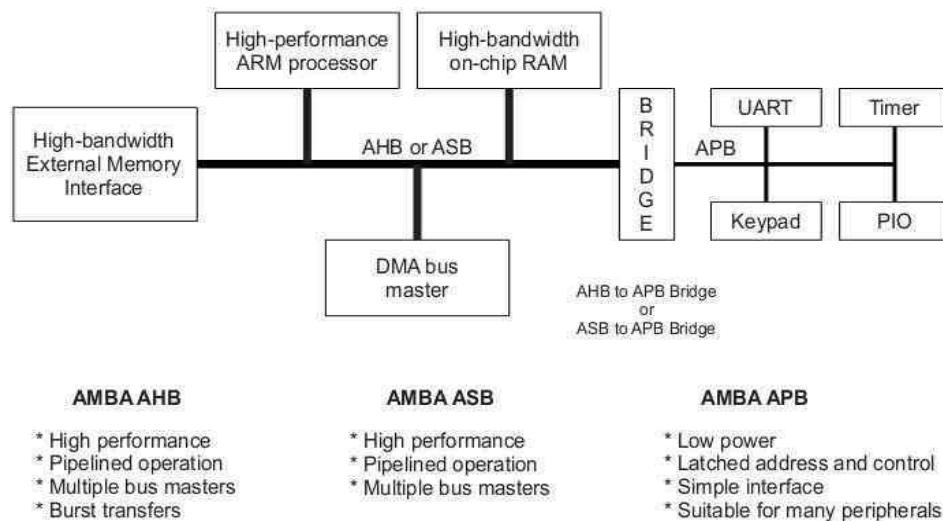 High-performance
ARM processor
High-bandwidth
on-chip RAM
High-bandwidth
External Memory
Interface
AHB or ASB
B
R
I
D
G
E
APB
UART
Timer
Keypad
PIO
DMA bus
master
AHB to APB Bridge
or
ASB to APB Bridge
AMBA AHB
* High performance
* Pipelined operation
* Multiple bus masters
* Burst transfers
AMBA ASB
* High performance
* Pipelined operation
* Multiple bus masters
AMBA APB
* Low power
* Latched address and control
* Simple interface
* Suitable for many peripherals